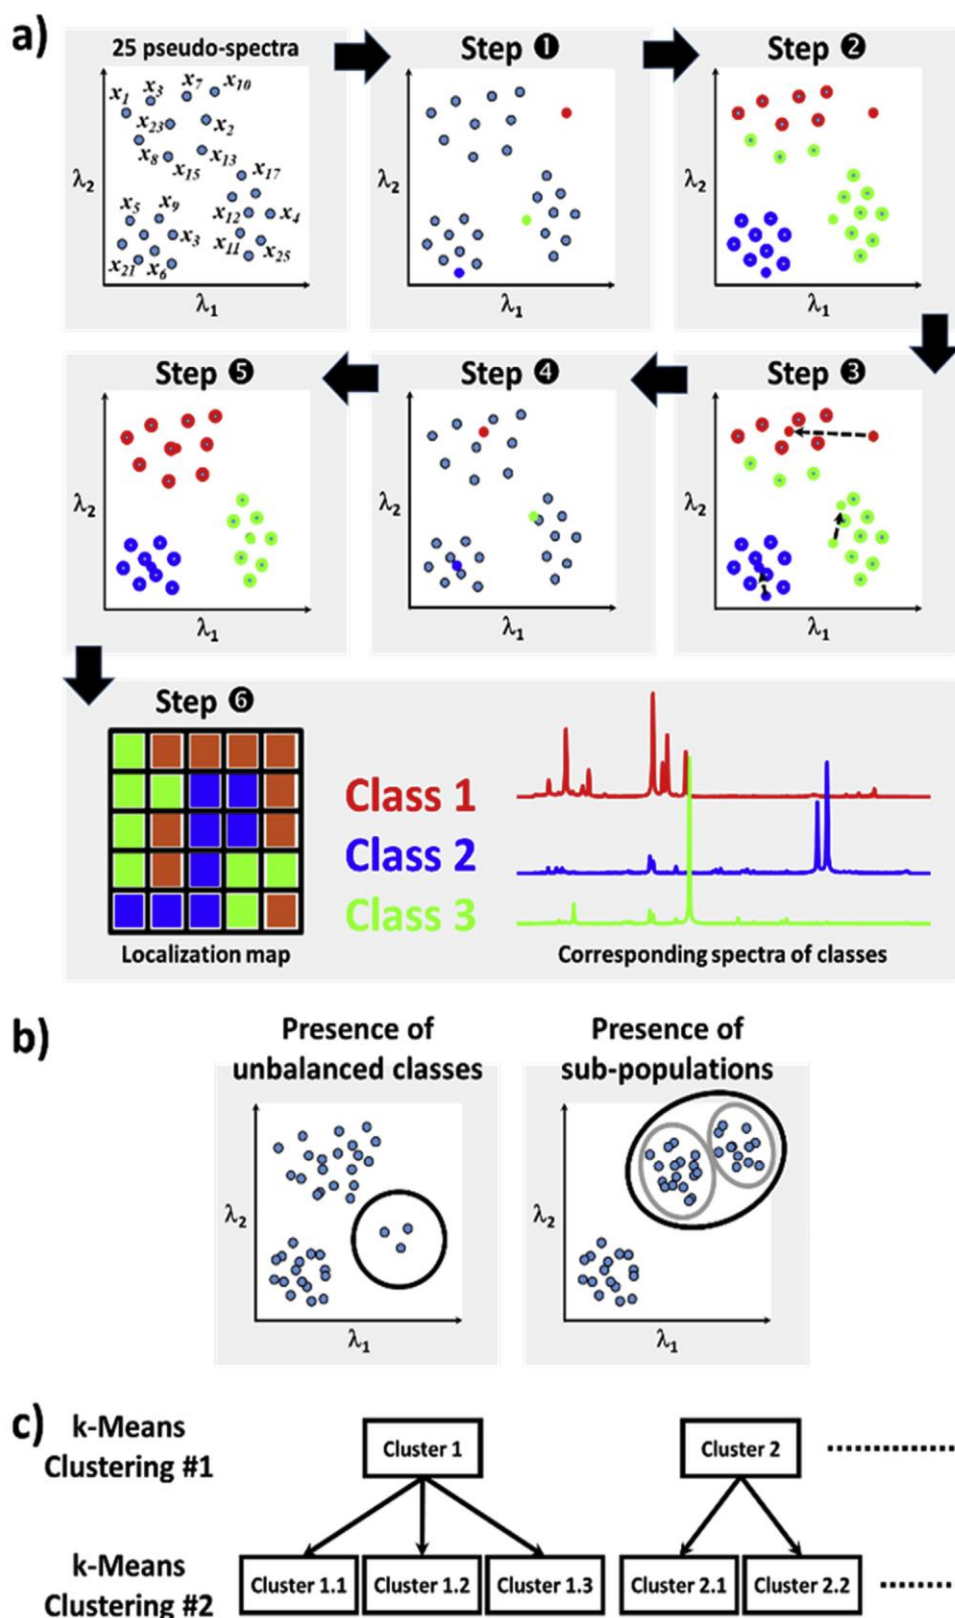 a)
25 pseudo-spectra
Step ❶
Step ❷
x1
x3
x7
x10
x23
x2
x8
x15
x13
x17
x5
x9
x12
x4
x3
x11
x25
x21
x6
λ2
λ1
λ2
λ1
λ2
λ1
Step ❺
Step ❹
Step ❸
λ2
λ1
λ2
λ1
λ2
λ1
Step ❻
Class 1
Class 2
Class 3
Localization map
Corresponding spectra of classes
b)
Presence of
unbalanced classes
Presence of
sub-populations
λ2
λ1
λ2
λ1
c)
k-Means
Clustering #1
Cluster 1
Cluster 2
k-Means
Clustering #2
Cluster 1.1
Cluster 1.2
Cluster 1.3
Cluster 2.1
Cluster 2.2